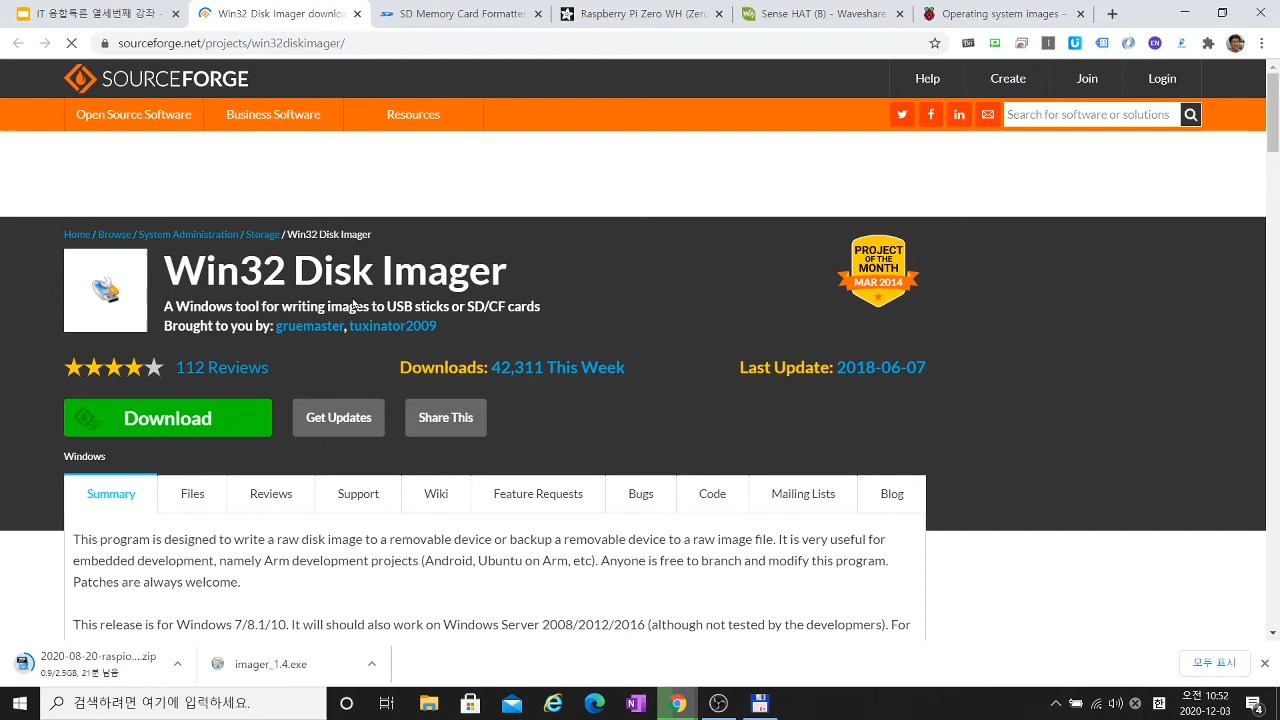 IT 융합특론 - 13번째 강좌 - 
SD Memory Card Formatter
Raspberry Pi Zero WH (Zero
Sense HAT (B) - Waveshare
Operating system images –
sourceforge.net/projects/win32diskimager/
EN
SOURCEFORGE
Help
Create
Join
Login
Open Source Software
Business Software
Resources
Search for software or solutions
Home / Browse / System Administration / Storage / Win32 Disk Imager
Win32 Disk Imager
A Windows tool for writing images to USB sticks or SD/CF cards
Brought to you by: gruemaster, tuxinator2009
PROJECT
OF THE
MONTH
MAR 2014
112 Reviews
Downloads: 42,311 This Week
Last Update: 2018-06-07
SF
Download
Get Updates
Share This
Windows
Summary
Files
Reviews
Support
Wiki
Feature Requests
Bugs
Code
Mailing Lists
Blog
This program is designed to write a raw disk image to a removable device or backup a removable device to a raw image file. It is very useful for
embedded development, namely Arm development projects (Android, Ubuntu on Arm, etc). Anyone is free to branch and modify this program.
Patches are always welcome.
This release is for Windows 7/8.1/10. It will should also work on Windows Server 2008/2012/2016 (although not tested by the developmers). For
2020-08-20-raspio....zip
0.9/2.5GB, 21분 남음
imager_1.4.exe
모두 표시
검색하려면 여기에 입력하세요.
한
오전 10:52
2020-12-03
4